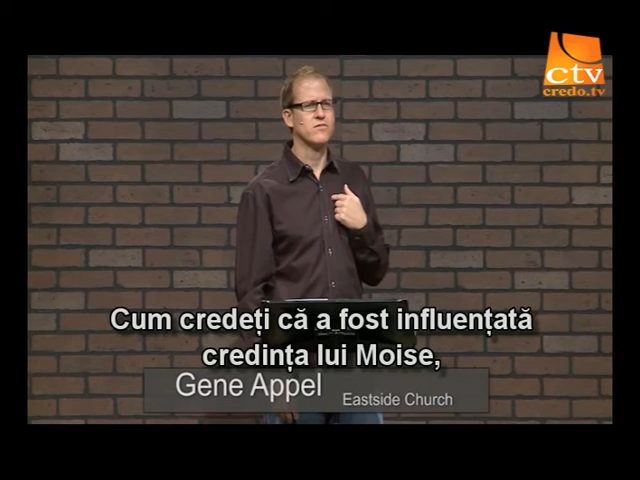 ctv
credo.tv
Cum credeți că a fost influențată
credința lui Moise,
Gene Appel
Eastside Church